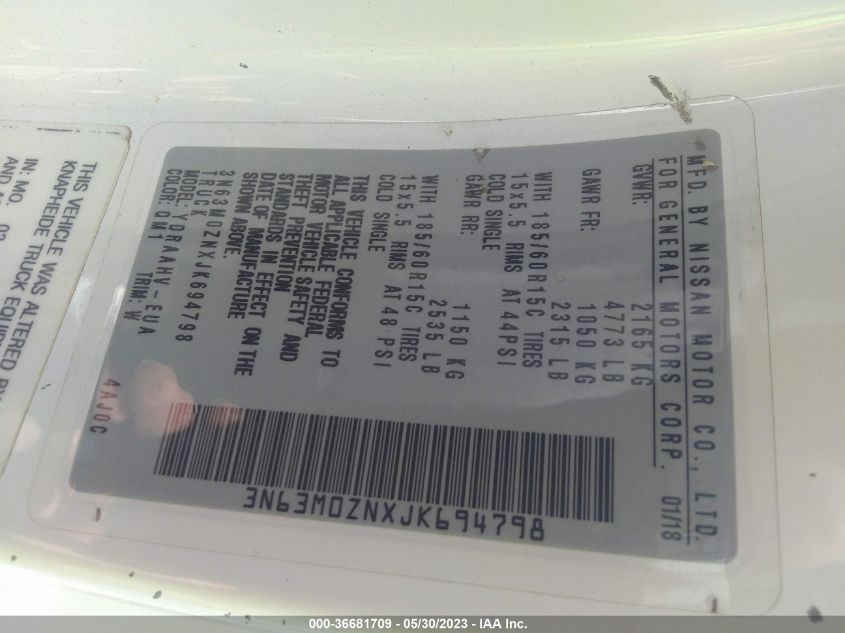 MFD. BY NISSAN MOTOR CO., LTD.
FOR GENERAL MOTORS CORP. 01/18
GVWR: 2165 KG
4773 LB
GAWR FR: 1050 KG
2315 LB
WITH 185/60R15C TIRES
15x5.5 RIMS AT 44PSI
COLD SINGLE
GAWR RR: 1150 KG
2535 LB
WITH 185/60R15C TIRES
15x5.5 RIMS AT 48 PSI
COLD SINGLE
THIS VEHICLE CONFORMS TO
ALL APPLICABLE FEDERAL
MOTOR VEHICLE SAFETY AND
THEFT PREVENTION
STANDARDS IN EFFECT ON THE
DATE OF MANUFACTURE
SHOWN ABOVE.
3N63M0ZNXJK694798
TRUCK
MODEL: YDRAAHV-EUA
COLOR: QM1 TRIM: W
4AJ0C
3N63M0ZNXJK694798
THIS VEHICLE WAS ALTERED BY
KNAPHEIDE TRUCK
IN: MO.
000-36681709 - 05/30/2023 - IAA Inc.